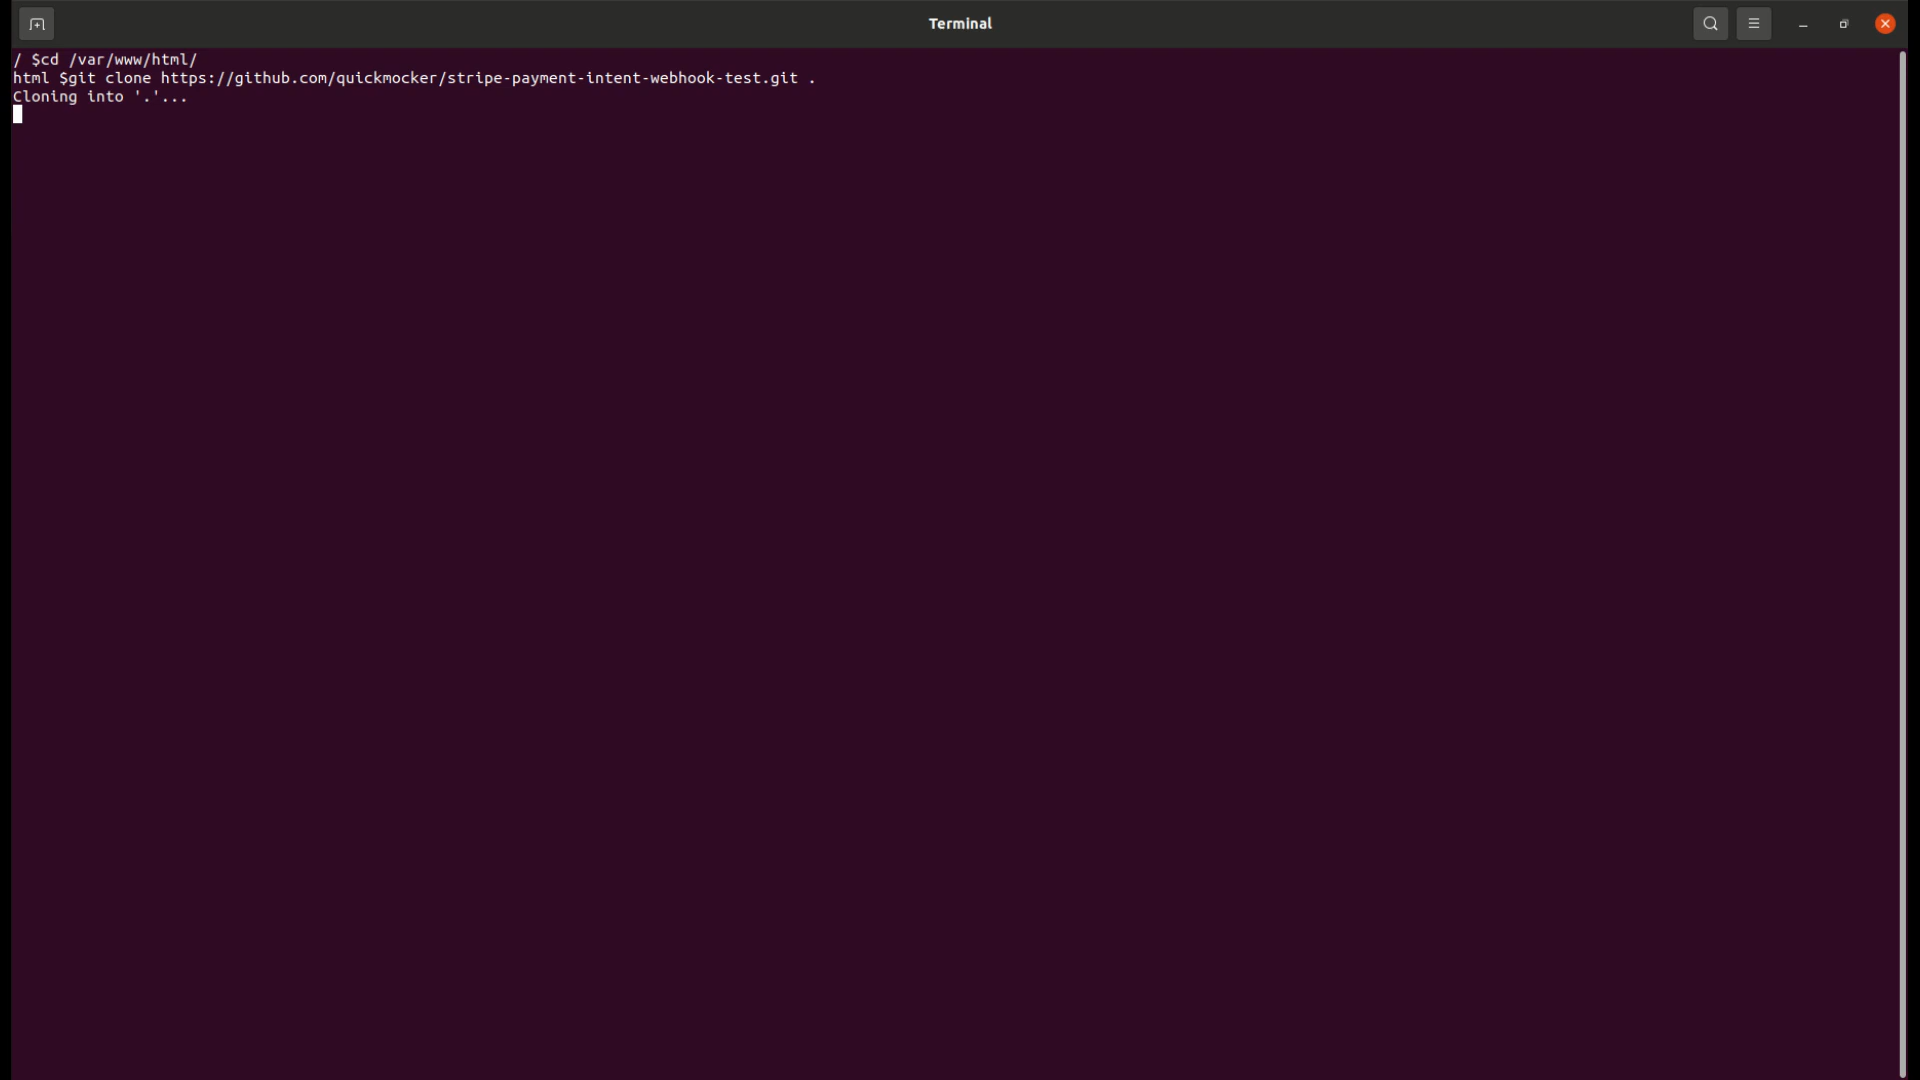 Terminal
/ $cd /var/www/html/
html $git clone https://github.com/quickmocker/stripe-payment-intent-webhook-test.git .
Cloning into '.'...